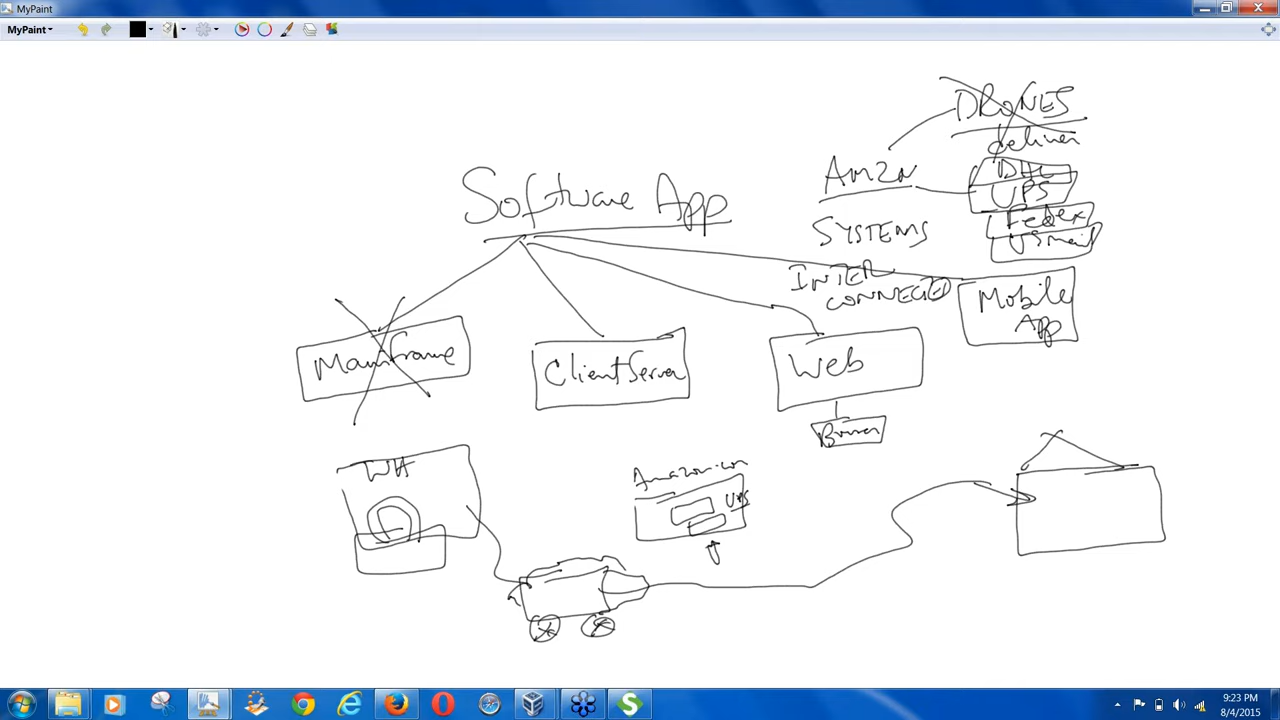 MyPaint
MyPaint
DRONES
deliver
Software App
AMZN
DHL
UPS
SYSTEMS
Fedex
USmail
INTER
CONNECTED
Mobile
App
Mainframe
ClientServer
Web
Browser
WH
Amazon.com
UPS
9:23 PM
8/4/2015